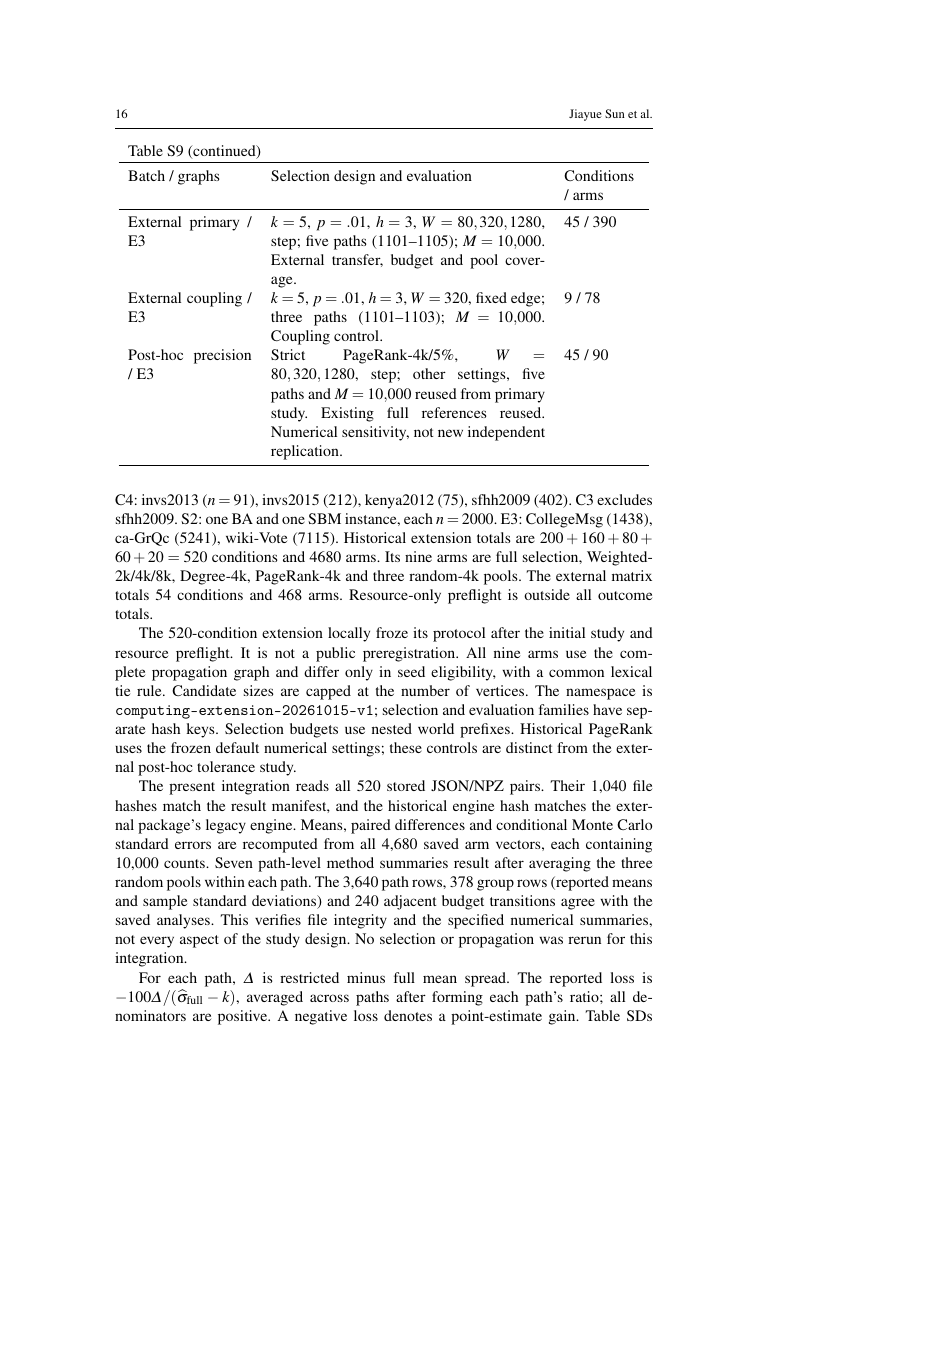 16
Jiayue Sun et al.
Table S9 (continued)
Batch / graphs Selection design and evaluation Conditions
/ arms
External primary / k = 5, p = .01, h = 3, W = 80,320,1280, 45 / 390
E3 step; five paths (1101–1105); M = 10,000.
External transfer, budget and pool cover-
age.
External coupling / k = 5, p = .01, h = 3, W = 320, fixed edge; 9 / 78
E3 three paths (1101–1103); M = 10,000.
Coupling control.
Post-hoc precision Strict PageRank-4k/5%, W = 45 / 90
/ E3 80,320,1280, step; other settings, five
paths and M = 10,000 reused from primary
study. Existing full references reused.
Numerical sensitivity, not new independent
replication.
C4: invs2013 (n = 91), invs2015 (212), kenya2012 (75), sfhh2009 (402). C3 excludes
sfhh2009. S2: one BA and one SBM instance, each n = 2000. E3: CollegeMsg (1438),
ca-GrQc (5241), wiki-Vote (7115). Historical extension totals are 200 + 160 + 80 +
60 + 20 = 520 conditions and 4680 arms. Its nine arms are full selection, Weighted-
2k/4k/8k, Degree-4k, PageRank-4k and three random-4k pools. The external matrix
totals 54 conditions and 468 arms. Resource-only preflight is outside all outcome
totals.
The 520-condition extension locally froze its protocol after the initial study and
resource preflight. It is not a public preregistration. All nine arms use the com-
plete propagation graph and differ only in seed eligibility, with a common lexical
tie rule. Candidate sizes are capped at the number of vertices. The namespace is
computing-extension-20261015-v1; selection and evaluation families have sep-
arate hash keys. Selection budgets use nested world prefixes. Historical PageRank
uses the frozen default numerical settings; these controls are distinct from the exter-
nal post-hoc tolerance study.
The present integration reads all 520 stored JSON/NPZ pairs. Their 1,040 file
hashes match the result manifest, and the historical engine hash matches the exter-
nal package's legacy engine. Means, paired differences and conditional Monte Carlo
standard errors are recomputed from all 4,680 saved arm vectors, each containing
10,000 counts. Seven path-level method summaries result after averaging the three
random pools within each path. The 3,640 path rows, 378 group rows (reported means
and sample standard deviations) and 240 adjacent budget transitions agree with the
saved analyses. This verifies file integrity and the specified numerical summaries,
not every aspect of the study design. No selection or propagation was rerun for this
integration.
For each path, Δ is restricted minus full mean spread. The reported loss is
−100Δ/(σ̂full − k), averaged across paths after forming each path's ratio; all de-
nominators are positive. A negative loss denotes a point-estimate gain. Table SDs